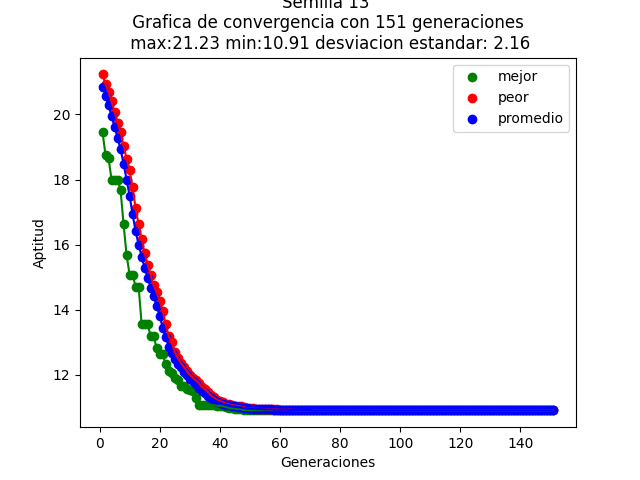 Semilla 13
Grafica de convergencia con 151 generaciones
max:21.23 min:10.91 desviacion estandar: 2.16
mejor
peor
promedio
Aptitud
20
18
16
14
12
0 20 40 60 80 100 120 140
Generaciones